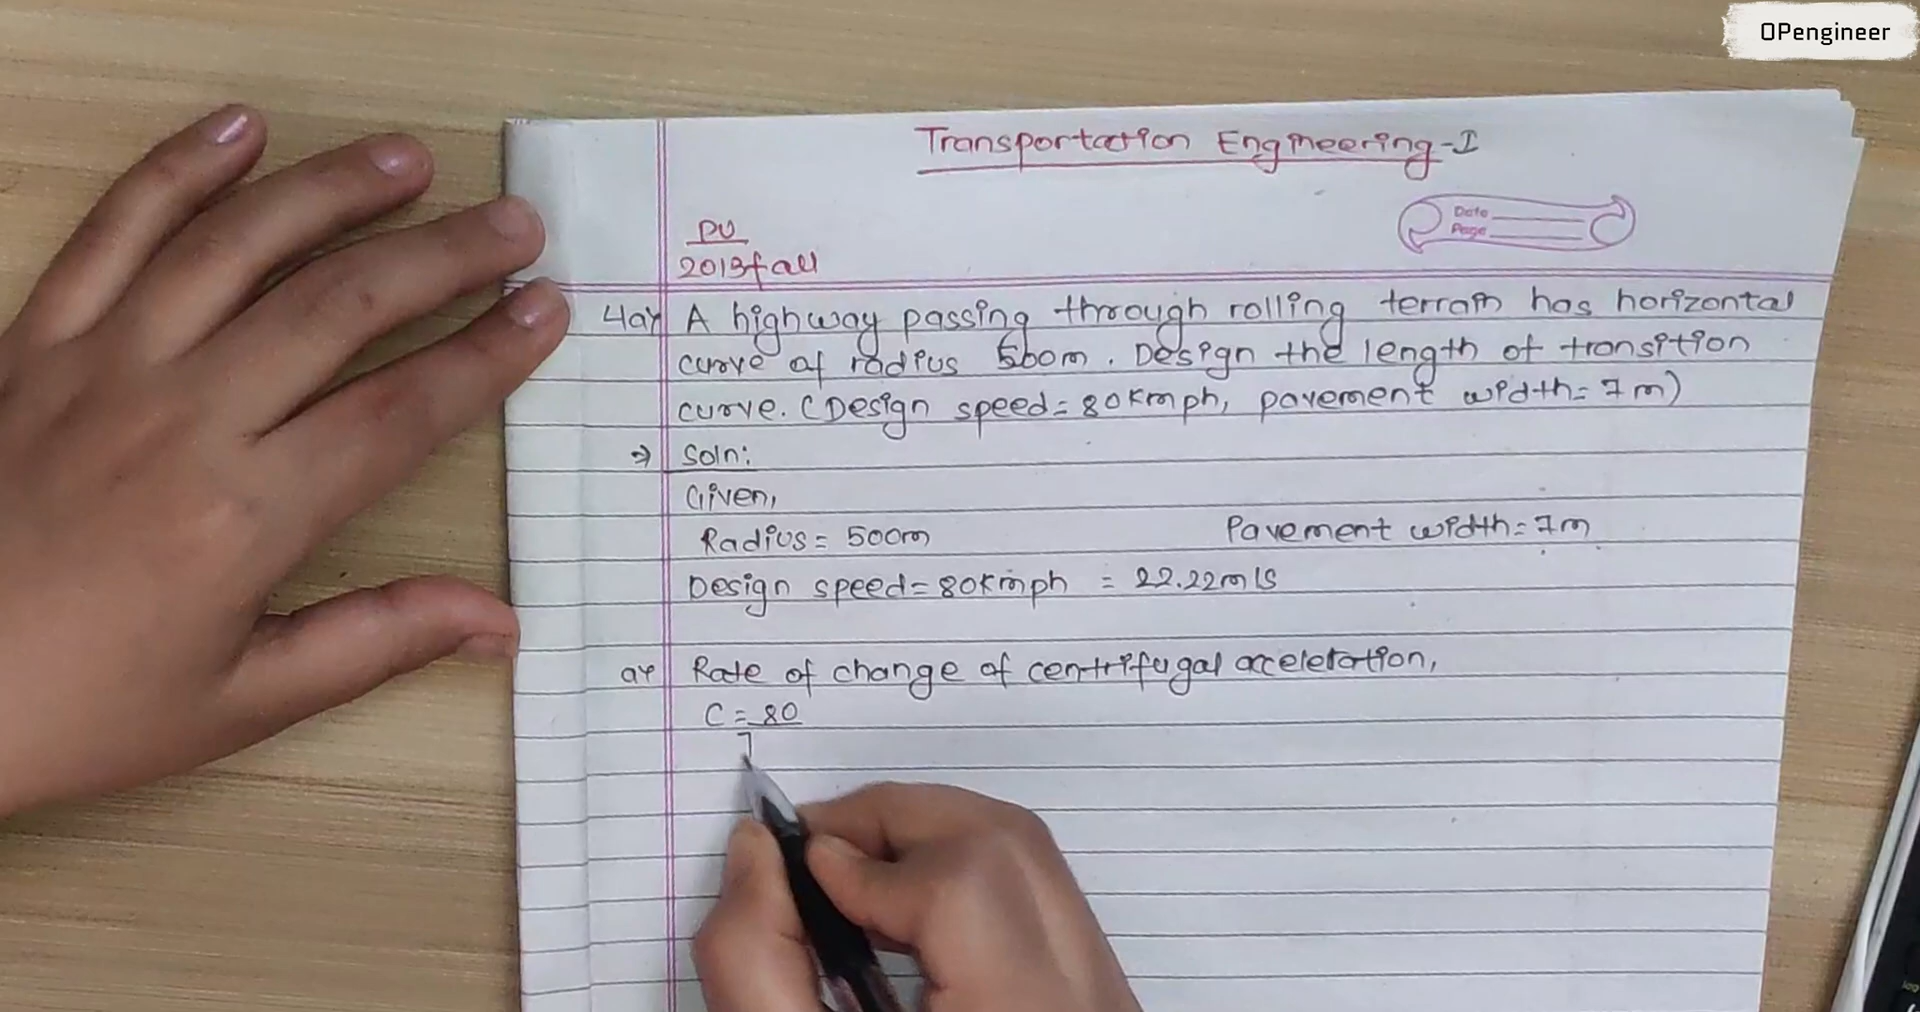 OPengineer
Transportation Engineering-I
Date
Page
PU
2013fall
4a) A highway passing through rolling terrain has horizontal
curve of radius 500m. Design the length of transition
curve. (Design speed=80Kmph, pavement width=7m)
⇒ Soln:
Given,
Radius= 500m Pavement width=7m
Design speed=80Kmph = 22.22m/s
a) Rate of change of centrifugal acceleration,
C = 80
7